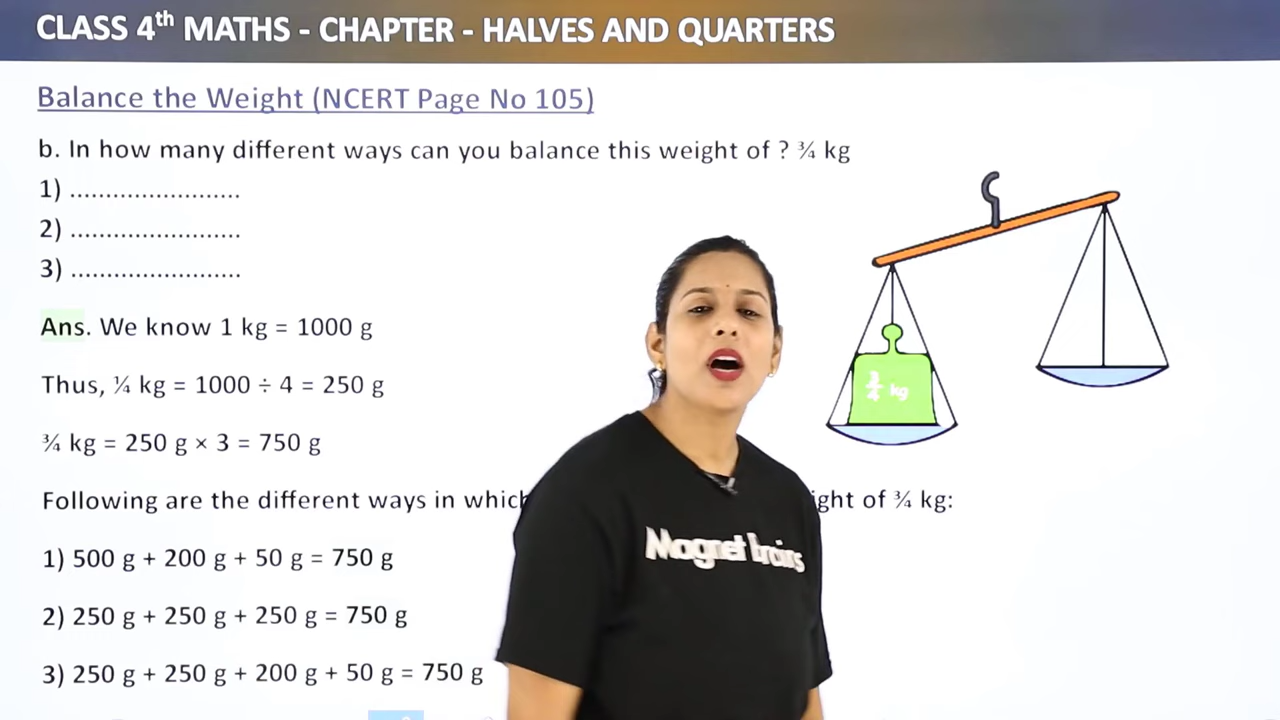 CLASS 4th MATHS - CHAPTER - HALVES AND QUARTERS
Balance the Weight (NCERT Page No 105)
b. In how many different ways can you balance this weight of ? ¾ kg
1) ........................
2) ........................
3) ........................
Ans. We know 1 kg = 1000 g
Thus, ¼ kg = 1000 ÷ 4 = 250 g
¾ kg = 250 g × 3 = 750 g
¾ kg
Following are the different ways in which of ¾ kg:
1) 500 g + 200 g + 50 g = 750 g
2) 250 g + 250 g + 250 g = 750 g
3) 250 g + 250 g + 200 g + 50 g = 750 g
Magnet Brains